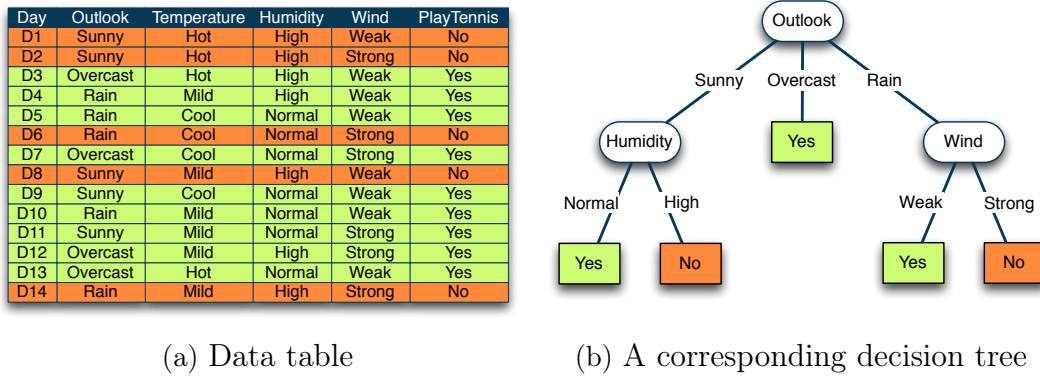 Day Outlook Temperature Humidity Wind PlayTennis
D1 Sunny Hot High Weak No
D2 Sunny Hot High Strong No
D3 Overcast Hot High Weak Yes
D4 Rain Mild High Weak Yes
D5 Rain Cool Normal Weak Yes
D6 Rain Cool Normal Strong No
D7 Overcast Cool Normal Strong Yes
D8 Sunny Mild High Weak No
D9 Sunny Cool Normal Weak Yes
D10 Rain Mild Normal Weak Yes
D11 Sunny Mild Normal Strong Yes
D12 Overcast Mild High Strong Yes
D13 Overcast Hot Normal Weak Yes
D14 Rain Mild High Strong No
(a) Data table
Outlook
Sunny Overcast Rain
Humidity Yes Wind
Normal High Weak Strong
Yes No Yes No
(b) A corresponding decision tree